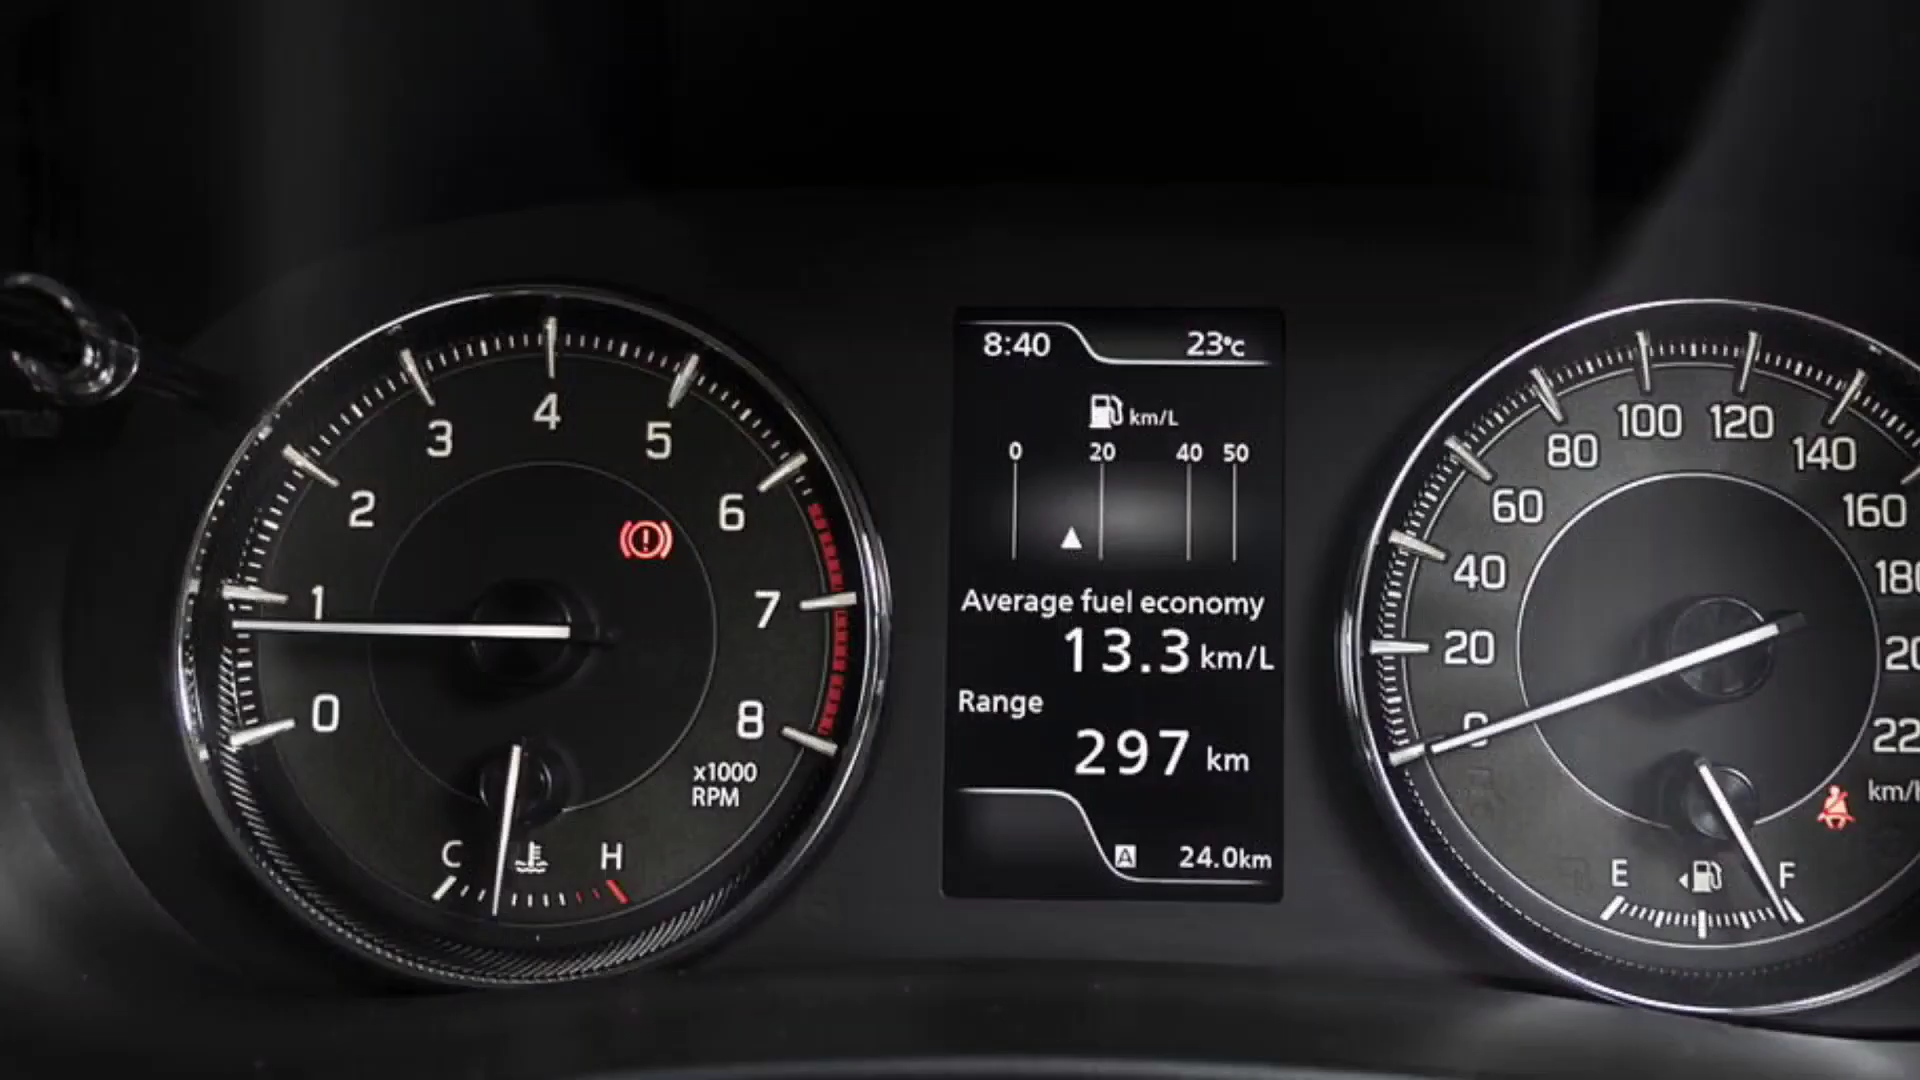 0
1
2
3
4
5
6
7
8
x1000
RPM
C
H
8:40
23°C
km/L
0 20 40 50
Average fuel economy
13.3 km/L
Range
297 km
A 24.0km
0
20
40
60
80
100
120
140
160
E
F